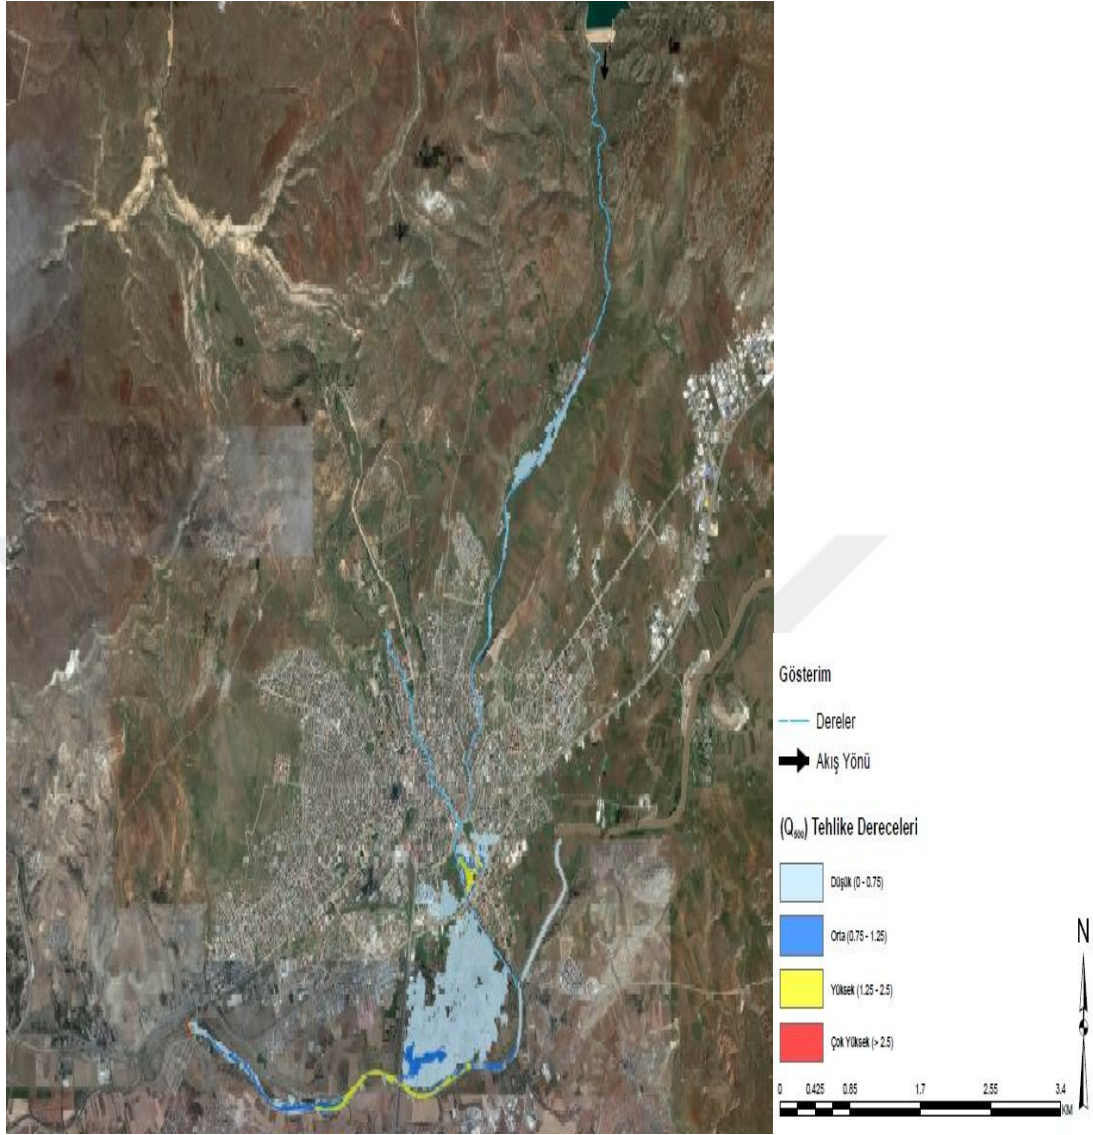 Gösterim
Dereler
Akış Yönü
(Q₅₀₀) Tehlike Dereceleri
Düşük (0 - 0.75)
Orta (0.75 - 1.25)
Yüksek (1.25 - 2.5)
Çok Yüksek (> 2.5)
N
0 0.425 0.85 1.7 2.55 3.4
KM